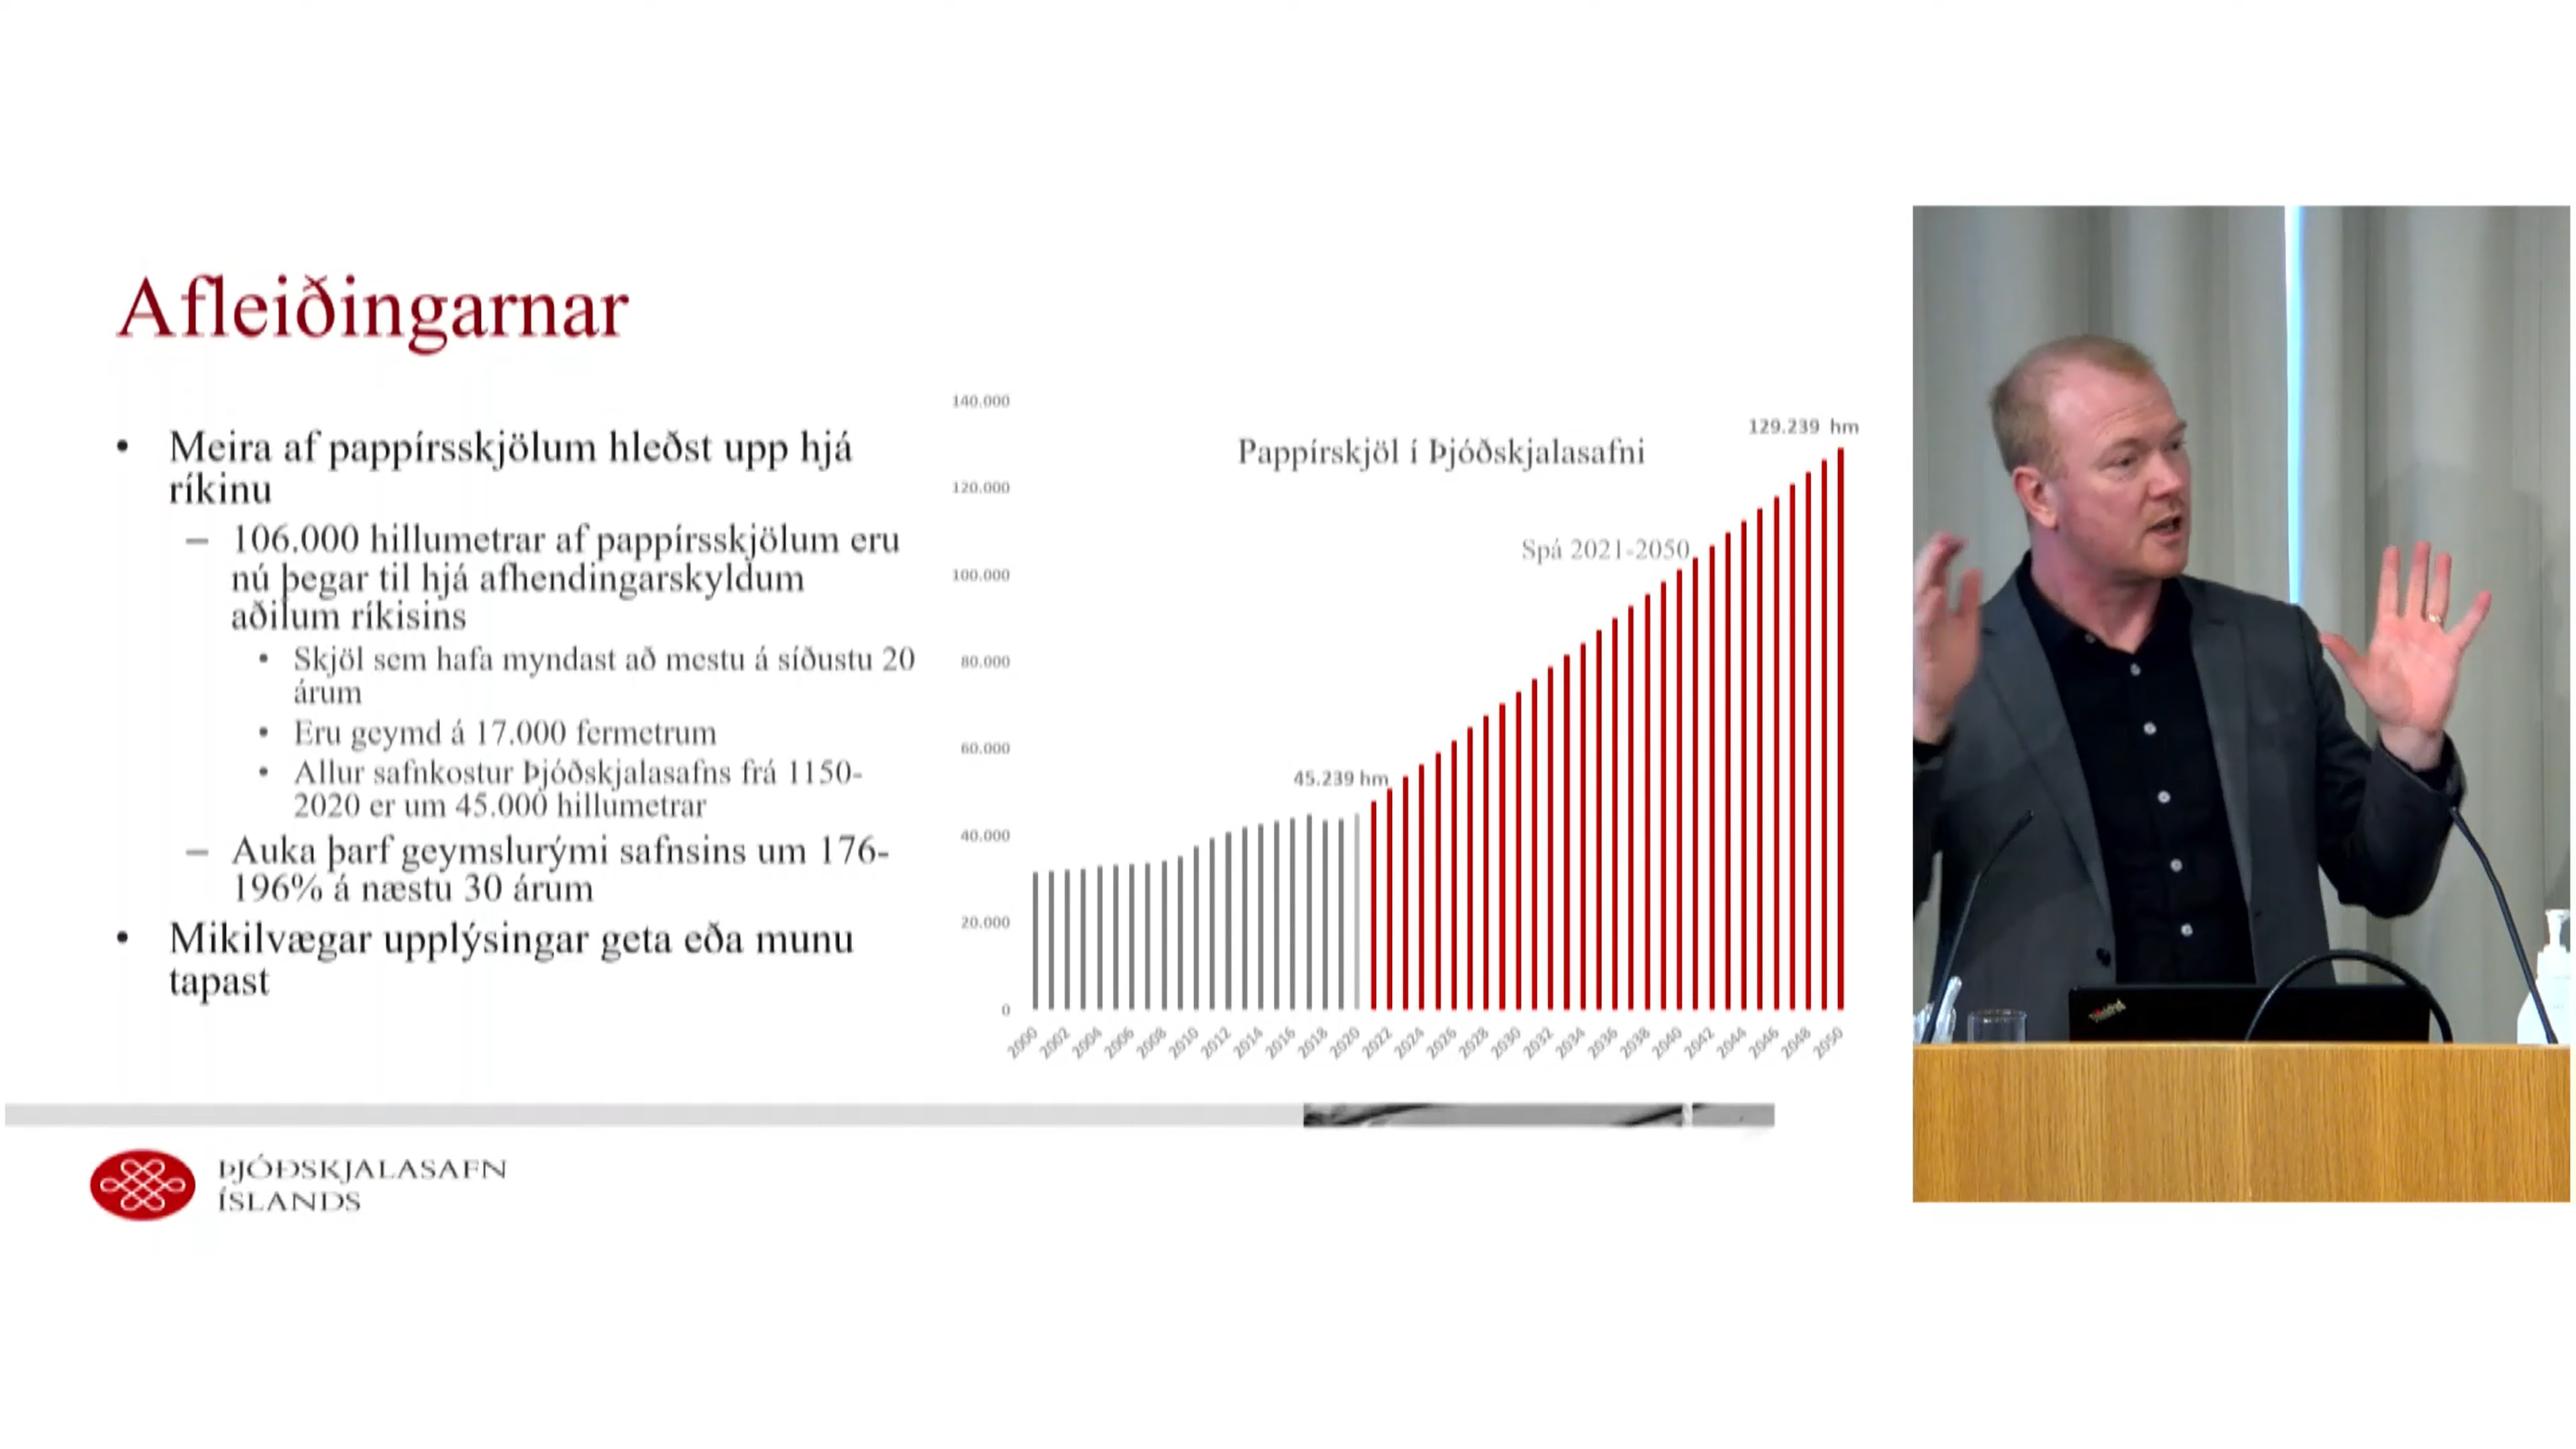 Afleiðingarnar
• Meira af pappírsskjölum hleðst upp hjá
ríkinu
– 106.000 hillumetrar af pappírsskjölum eru
nú þegar til hjá afhendingarskyldum
aðilum ríkisins
• Skjöl sem hafa myndast að mestu á síðustu 20
árum
• Eru geymd á 17.000 fermetrum
• Allur safnkostur Þjóðskjalasafns frá 1150-
2020 er um 45.000 hillumetrar
– Auka þarf geymslurými safnsins um 176-
196% á næstu 30 árum
• Mikilvægar upplýsingar geta eða munu
tapast
Pappírskjöl í Þjóðskjalasafni
129.239 hm
Spá 2021-2050
45.239 hm
140.000
120.000
100.000
80.000
60.000
40.000
20.000
0
2000 2002 2004 2006 2008 2010 2012 2014 2016 2018 2020 2022 2024 2026 2028 2030 2032 2034 2036 2038 2040 2042 2044 2046 2048 2050
ÞJÓÐSKJALASAFN
ÍSLANDS
ThinkPad